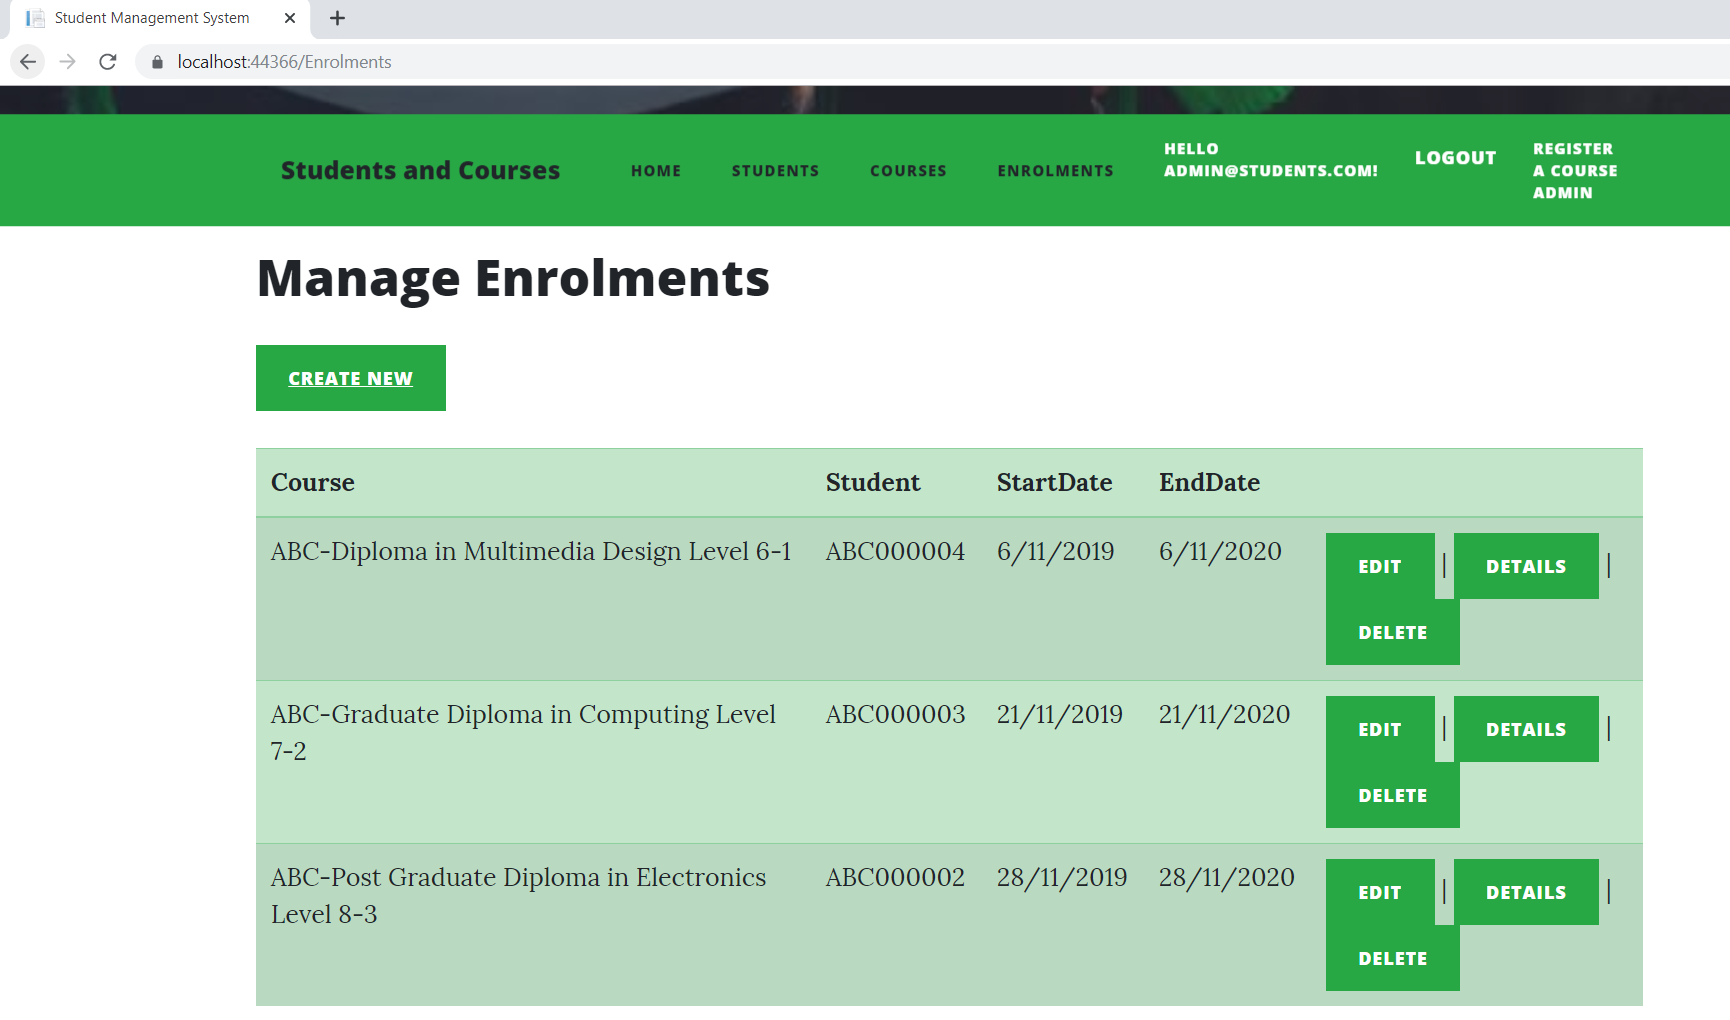 Student Management System
localhost:44366/Enrolments
Students and Courses HOME STUDENTS COURSES ENROLMENTS HELLO ADMIN@STUDENTS.COM! LOGOUT REGISTER A COURSE ADMIN
Manage Enrolments
CREATE NEW
Course Student StartDate EndDate
ABC-Diploma in Multimedia Design Level 6-1 ABC000004 6/11/2019 6/11/2020 EDIT | DETAILS |
DELETE
ABC-Graduate Diploma in Computing Level ABC000003 21/11/2019 21/11/2020 EDIT | DETAILS |
7-2
DELETE
ABC-Post Graduate Diploma in Electronics ABC000002 28/11/2019 28/11/2020 EDIT | DETAILS |
Level 8-3
DELETE